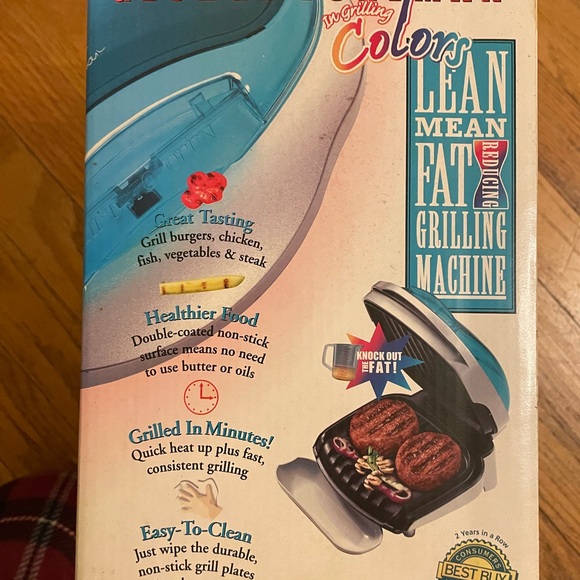 In Grilling
Colors
LEAN
MEAN
FAT
REDUCING
GRILLING
MACHINE
Great Tasting
Grill burgers, chicken,
fish, vegetables & steak
Healthier Food
Double-coated non-stick
surface means no need
to use butter or oils
KNOCK OUT
THE
FAT!
Grilled In Minutes!
Quick heat up plus fast,
consistent grilling
Easy-To-Clean
Just wipe the durable,
non-stick grill plates
2 Years in a Row
CONSUMERS
BEST BUY